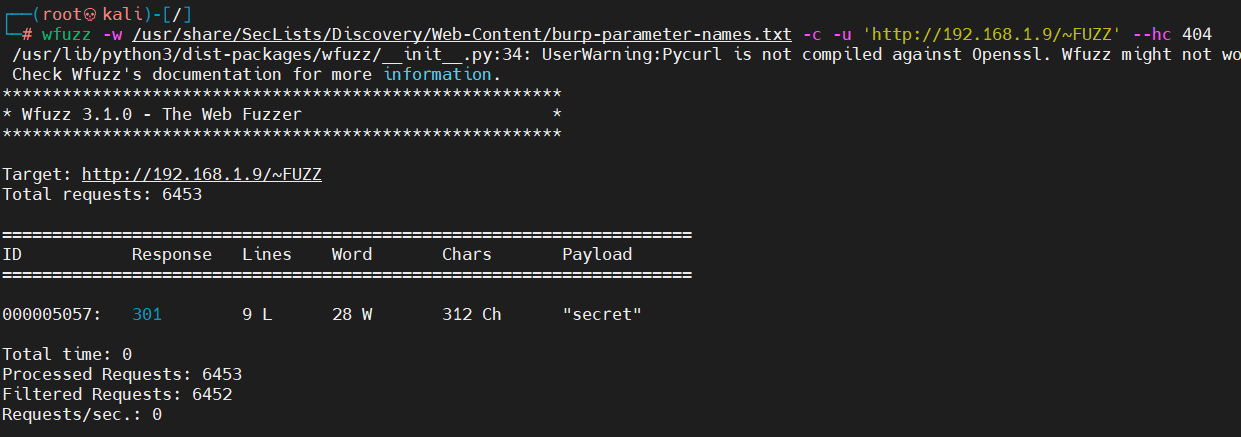 ┌──(root💀kali)-[/]
└─# wfuzz -w /usr/share/SecLists/Discovery/Web-Content/burp-parameter-names.txt -c -u 'http://192.168.1.9/~FUZZ' --hc 404
/usr/lib/python3/dist-packages/wfuzz/__init__.py:34: UserWarning:Pycurl is not compiled against Openssl. Wfuzz might not wo
Check Wfuzz's documentation for more information.
********************************************************
* Wfuzz 3.1.0 - The Web Fuzzer                         *
********************************************************

Target: http://192.168.1.9/~FUZZ
Total requests: 6453

=====================================================================
ID           Response   Lines    Word       Chars       Payload
=====================================================================

000005057:   301        9 L      28 W       312 Ch      "secret"

Total time: 0
Processed Requests: 6453
Filtered Requests: 6452
Requests/sec.: 0